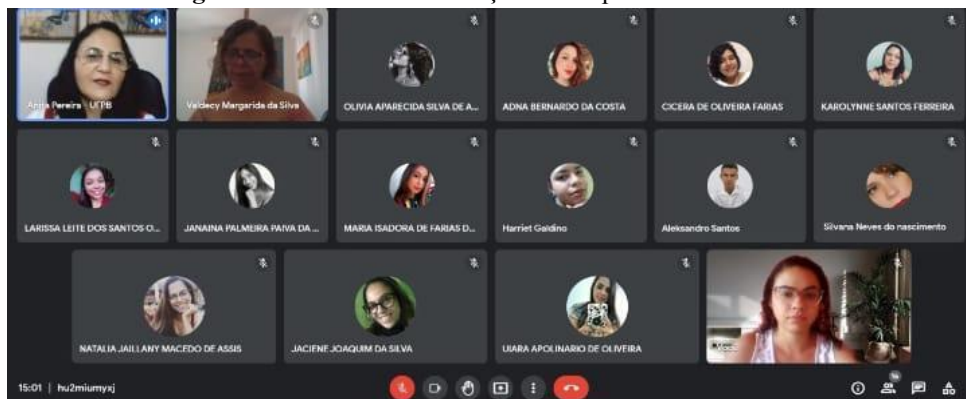 Anna Pereira - UFPB
Valdecy Margarida da Silva
OLIVIA APARECIDA SILVA DE A...
ADNA BERNARDO DA COSTA
CICERA DE OLIVEIRA FARIAS
KAROLYNNE SANTOS FERREIRA
LARISSA LEITE DOS SANTOS O...
JANAINA PALMEIRA PAIVA DA ...
MARIA ISADORA DE FARIAS D...
Harriet Galdino
Aleksandro Santos
Silvana Neves do nascimento
NATALIA JAILLANY MACEDO DE ASSIS
JACIENE JOAQUIM DA SILVA
UIARA APOLINARIO DE OLIVEIRA
15:01 | hu2miumyxj